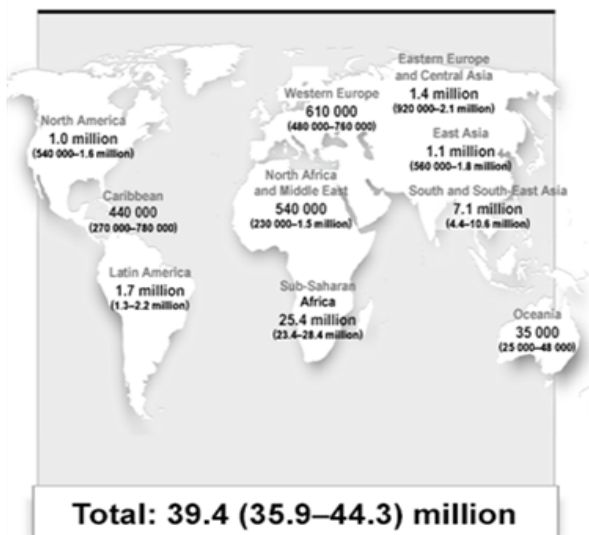 Eastern Europe
and Central Asia
1.4 million
(920 000–2.1 million)
Western Europe
610 000
(480 000–760 000)
North America
1.0 million
(540 000–1.6 million)
East Asia
1.1 million
(560 000–1.8 million)
North Africa
and Middle East
540 000
(230 000–1.5 million)
South and South-East Asia
7.1 million
(4.4–10.6 million)
Caribbean
440 000
(270 000–780 000)
Latin America
1.7 million
(1.3–2.2 million)
Sub-Saharan
Africa
25.4 million
(23.4–28.4 million)
Oceania
35 000
(25 000–48 000)
Total: 39.4 (35.9–44.3) million